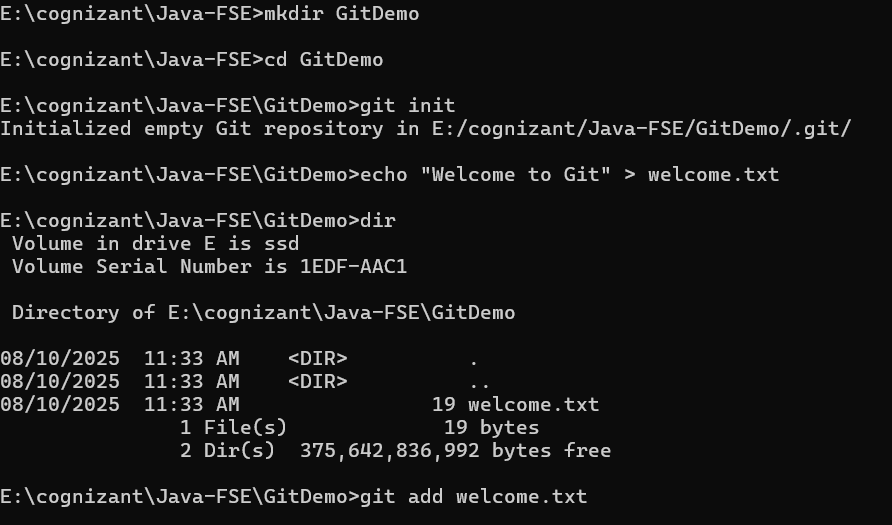 E:\cognizant\Java-FSE>mkdir GitDemo
E:\cognizant\Java-FSE>cd GitDemo
E:\cognizant\Java-FSE\GitDemo>git init
Initialized empty Git repository in E:/cognizant/Java-FSE/GitDemo/.git/
E:\cognizant\Java-FSE\GitDemo>echo "Welcome to Git" > welcome.txt
E:\cognizant\Java-FSE\GitDemo>dir
 Volume in drive E is ssd
 Volume Serial Number is 1EDF-AAC1
 Directory of E:\cognizant\Java-FSE\GitDemo
08/10/2025  11:33 AM    <DIR>          .
08/10/2025  11:33 AM    <DIR>          ..
08/10/2025  11:33 AM                19 welcome.txt
               1 File(s)             19 bytes
               2 Dir(s)  375,642,836,992 bytes free
E:\cognizant\Java-FSE\GitDemo>git add welcome.txt